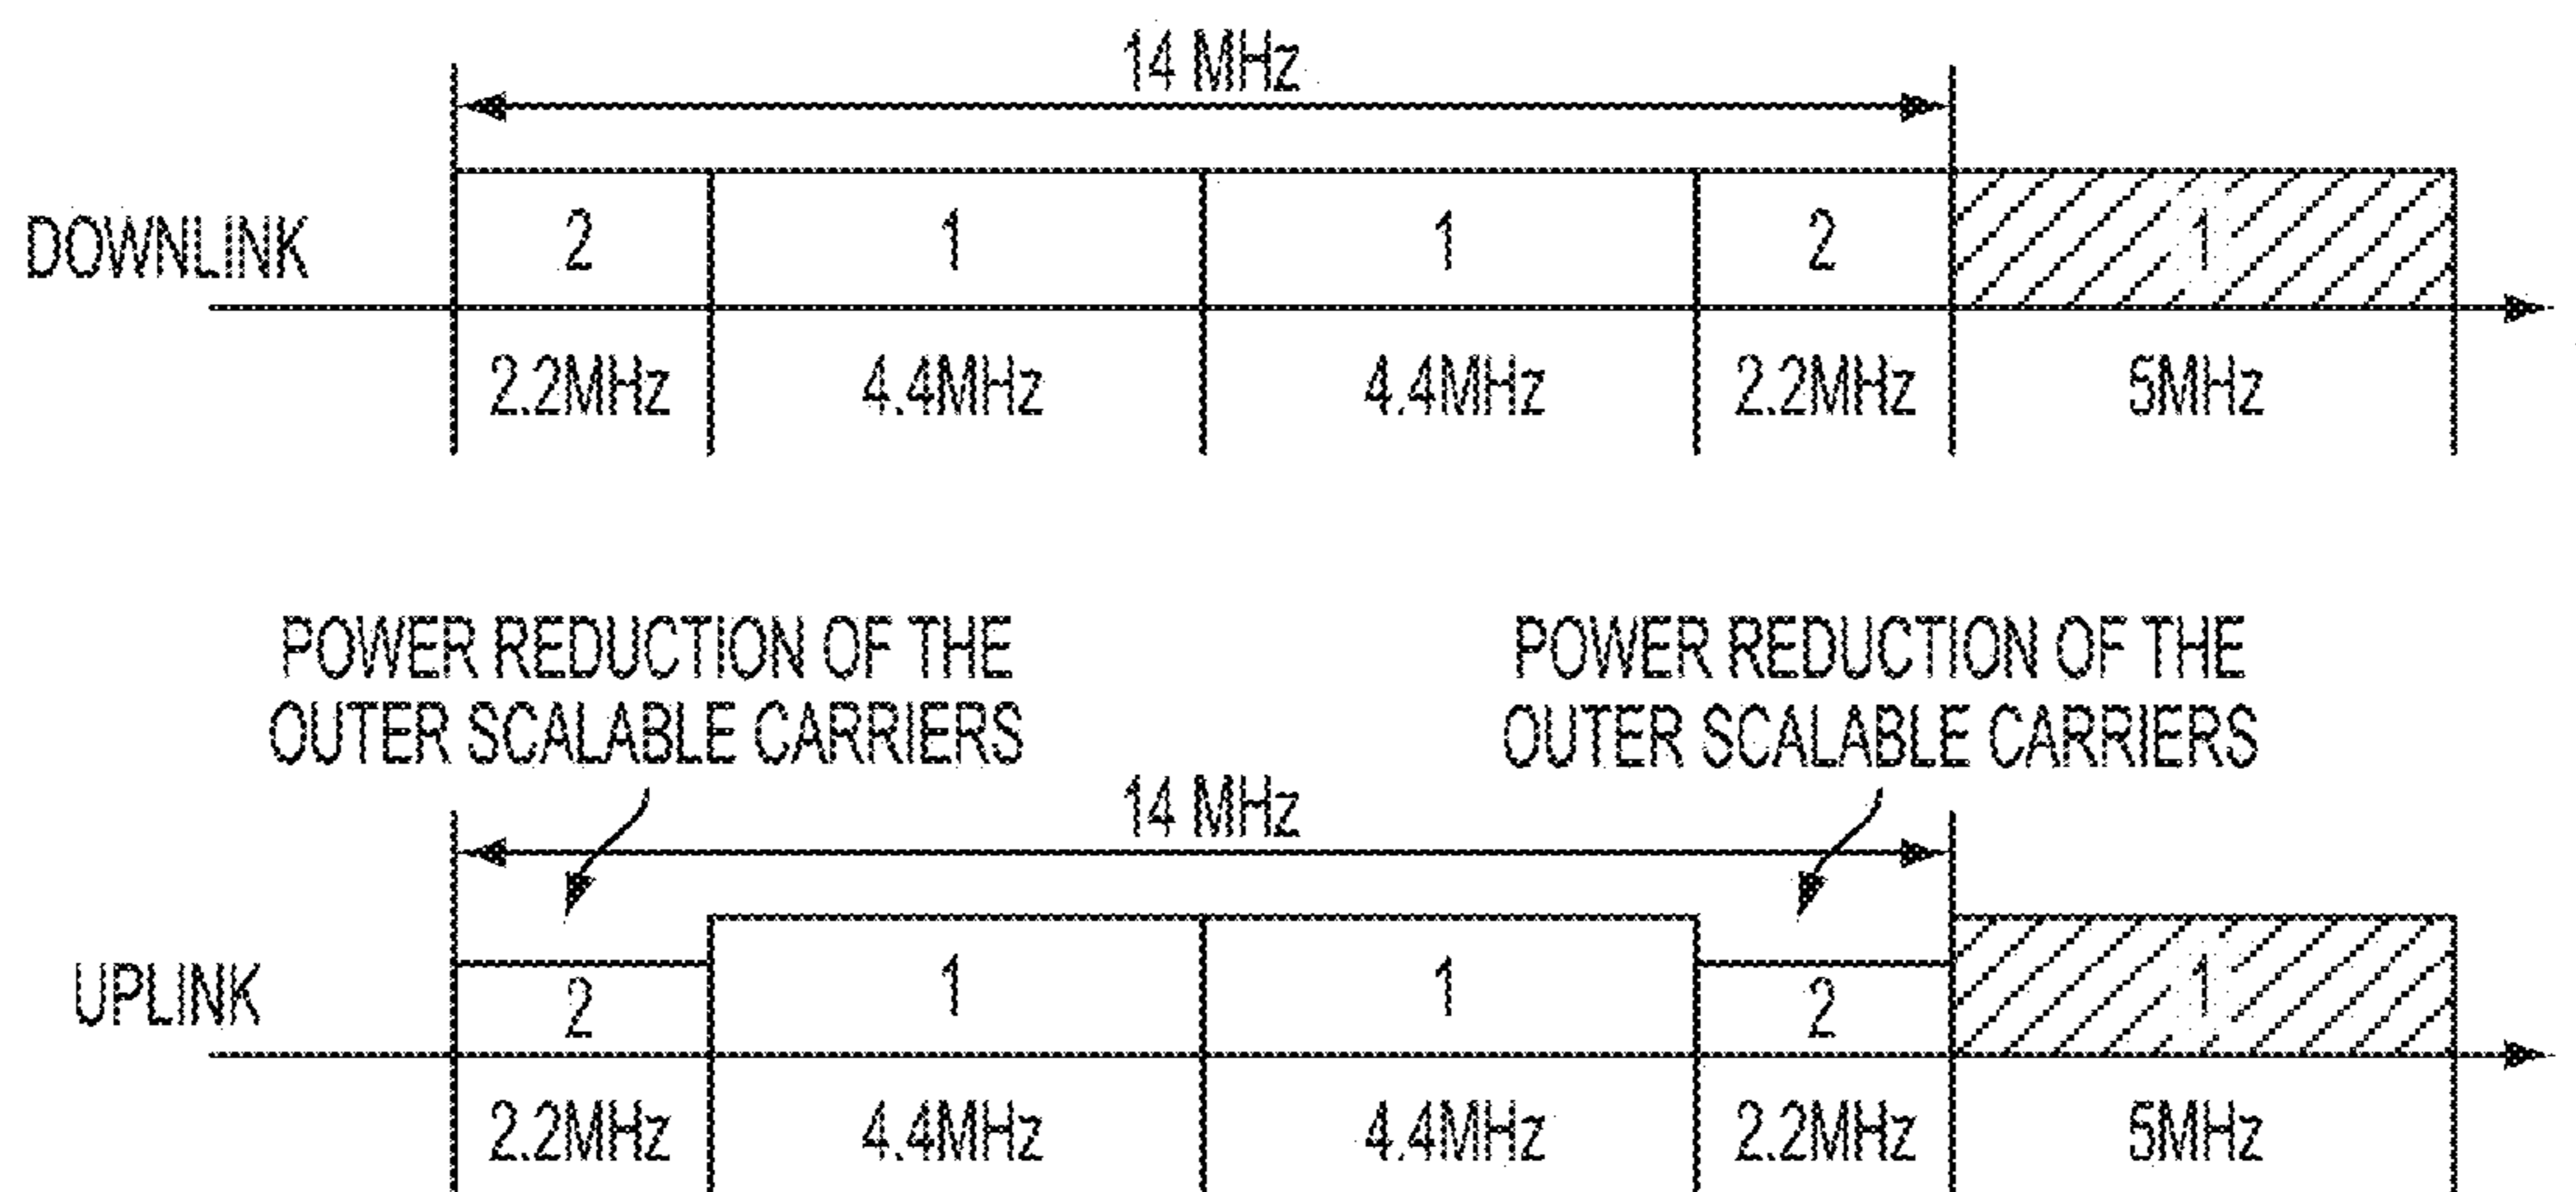 14 MHz
DOWNLINK 2 1 1 2 1
2.2MHz 4.4MHz 4.4MHz 2.2MHz 5MHz
POWER REDUCTION OF THE
OUTER SCALABLE CARRIERS
POWER REDUCTION OF THE
OUTER SCALABLE CARRIERS
14 MHz
UPLINK 2 1 1 2 1
2.2MHz 4.4MHz 4.4MHz 2.2MHz 5MHz